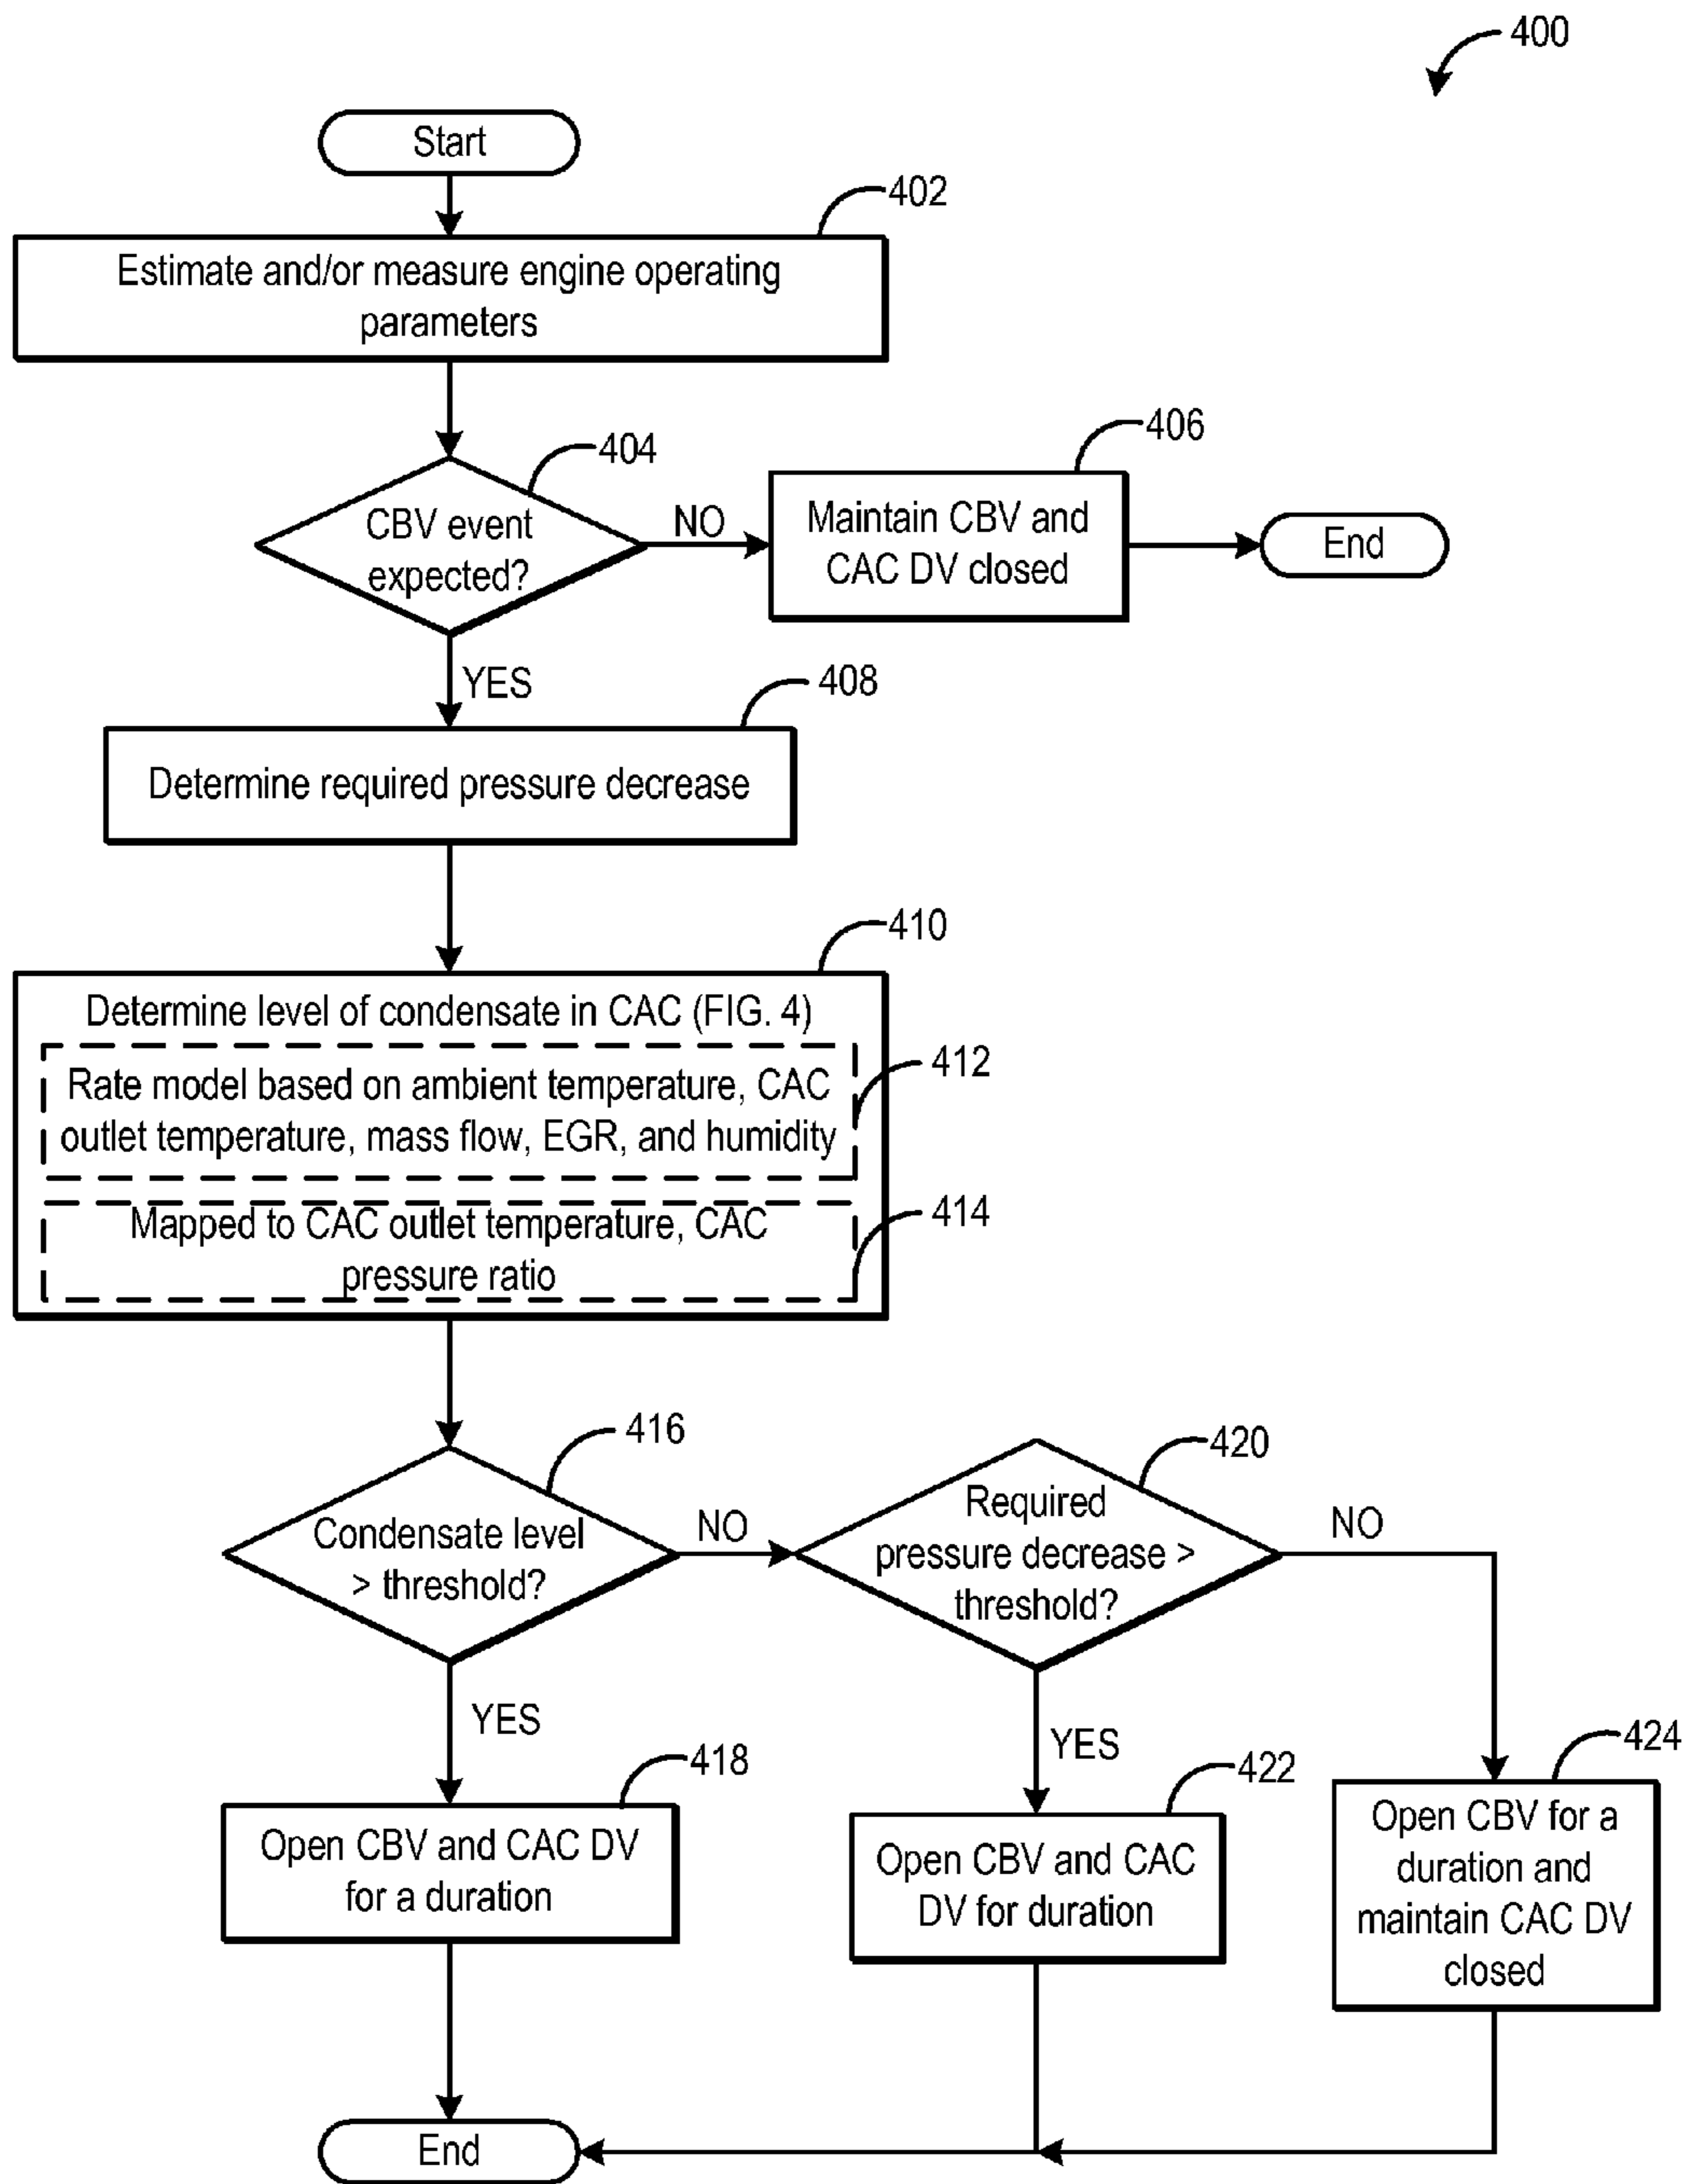 400
Start
402
Estimate and/or measure engine operating
parameters
404
CBV event
expected?
NO
406
Maintain CBV and
CAC DV closed
End
YES
408
Determine required pressure decrease
410
Determine level of condensate in CAC (FIG. 4)
412
Rate model based on ambient temperature, CAC
outlet temperature, mass flow, EGR, and humidity
414
Mapped to CAC outlet temperature, CAC
pressure ratio
416
Condensate level
> threshold?
NO
420
Required
pressure decrease >
threshold?
NO
YES
418
Open CBV and CAC DV
for a duration
YES
422
Open CBV and CAC
DV for duration
424
Open CBV for a
duration and
maintain CAC DV
closed
End